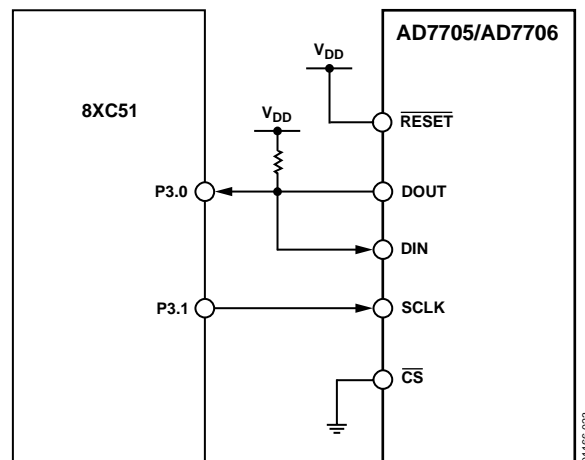 AD7705/AD7706
VDD
8XC51
VDD
RESET
P3.0
DOUT
DIN
P3.1
SCLK
CS